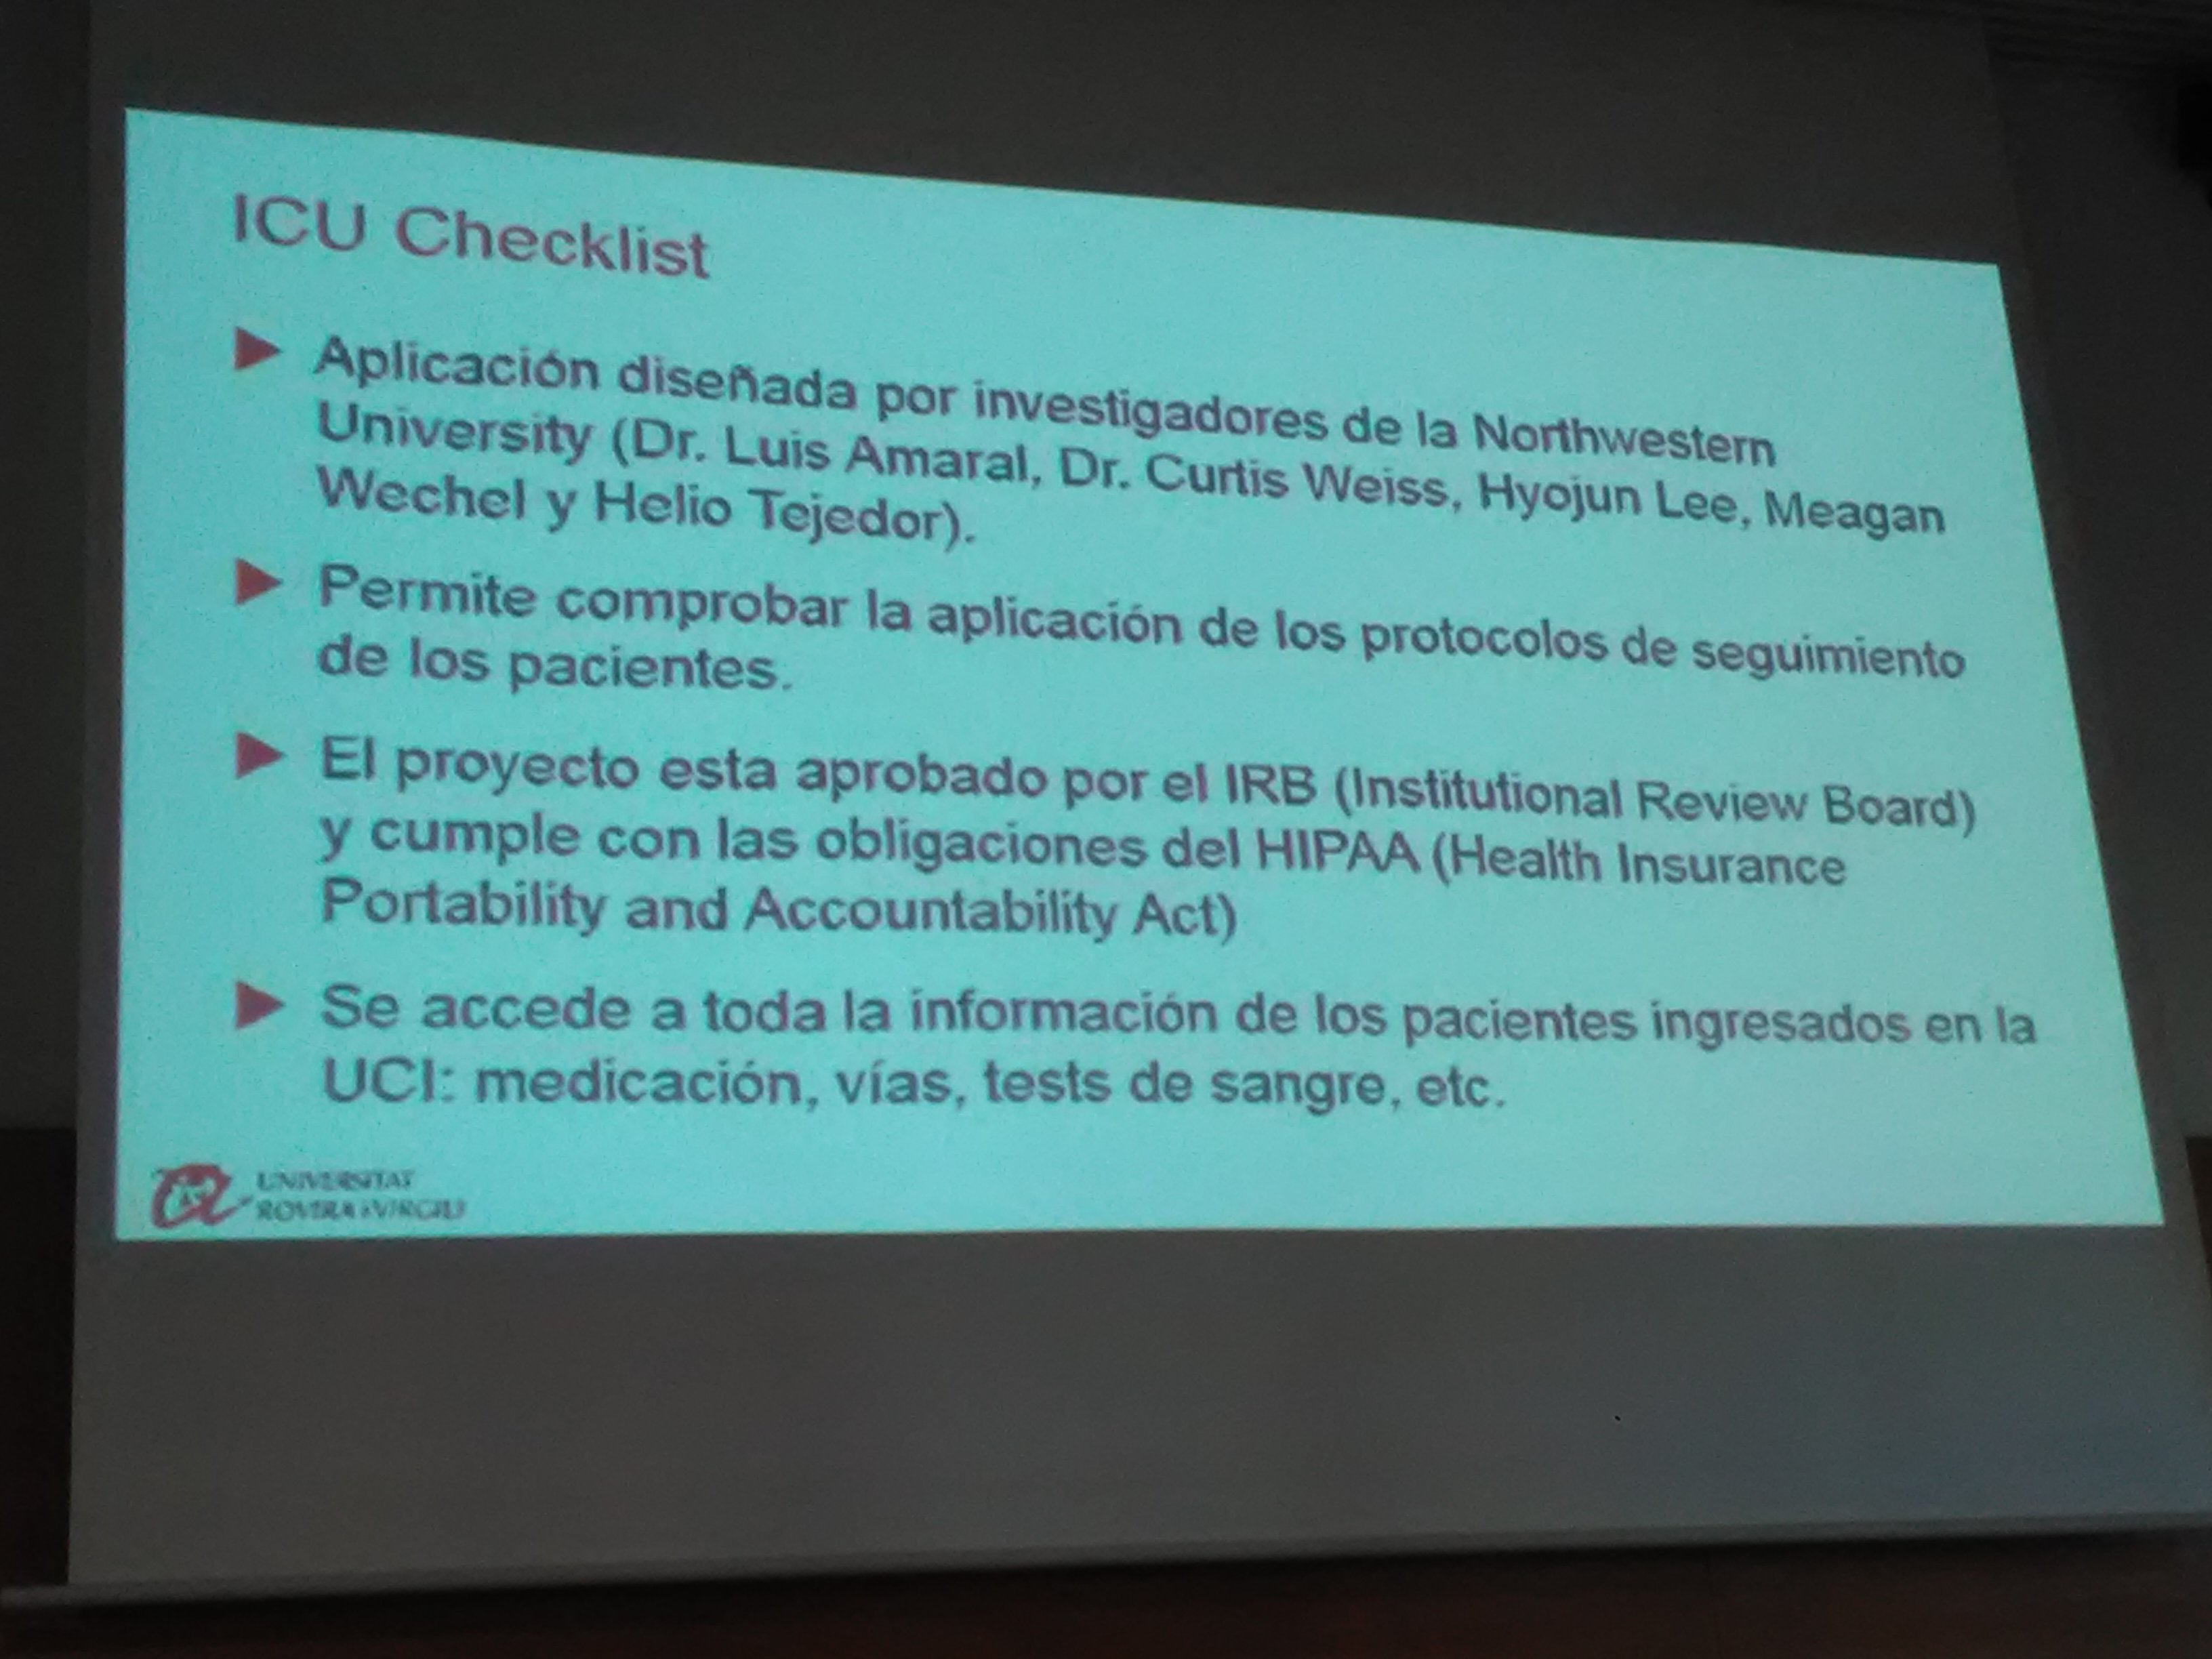 ICU Checklist
Aplicación diseñada por investigadores de la Northwestern
University (Dr. Luis Amaral, Dr. Curtis Weiss, Hyojun Lee, Meagan
Wechel y Helio Tejedor).
Permite comprobar la aplicación de los protocolos de seguimiento
de los pacientes.
El proyecto esta aprobado por el IRB (Institutional Review Board)
y cumple con las obligaciones del HIPAA (Health Insurance
Portability and Accountability Act)
Se accede a toda la información de los pacientes ingresados en la
UCI: medicación, vías, tests de sangre, etc.
UNIVERSITAT
ROVIRA i VIRGILI